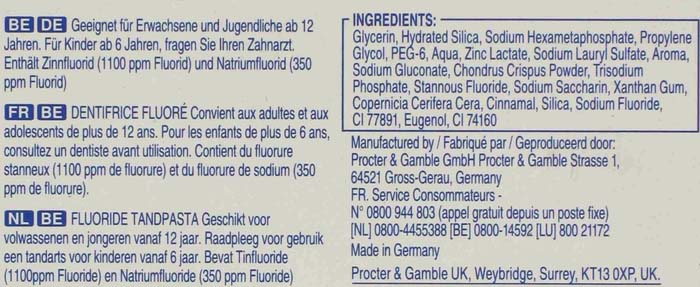 BE DE Geeignet für Erwachsene und Jugendliche ab 12
Jahren. Für Kinder ab 6 Jahren, fragen Sie Ihren Zahnarzt.
Enthält Zinnfluorid (1100 ppm Fluorid) und Natriumfluorid (350
ppm Fluorid)
FR BE DENTIFRICE FLUORÉ Convient aux adultes et aux
adolescents de plus de 12 ans. Pour les enfants de plus de 6 ans,
consultez un dentiste avant utilisation. Contient du fluorure
stanneux (1100 ppm de fluorure) et du fluorure de sodium (350
ppm de fluorure).
NL BE FLUORIDE TANDPASTA Geschikt voor
volwassenen en jongeren vanaf 12 jaar. Raadpleeg voor gebruik
een tandarts voor kinderen vanaf 6 jaar. Bevat Tinfluoride
(1100ppm Fluoride) en Natriumfluoride (350 ppm Fluoride)
INGREDIENTS:
Glycerin, Hydrated Silica, Sodium Hexametaphosphate, Propylene
Glycol, PEG-6, Aqua, Zinc Lactate, Sodium Lauryl Sulfate, Aroma,
Sodium Gluconate, Chondrus Crispus Powder, Trisodium
Phosphate, Stannous Fluoride, Sodium Saccharin, Xanthan Gum,
Copernicia Cerifera Cera, Cinnamal, Silica, Sodium Fluoride,
CI 77891, Eugenol, CI 74160
Manufactured by / Fabriqué par / Geproduceerd door:
Procter & Gamble GmbH Procter & Gamble Strasse 1,
64521 Gross-Gerau, Germany
FR. Service Consommateurs -
N° 0800 944 803 (appel gratuit depuis un poste fixe)
[NL] 0800-4455388 [BE] 0800-14592 [LU] 800 21172
Made in Germany
Procter & Gamble UK, Weybridge, Surrey, KT13 0XP, UK.